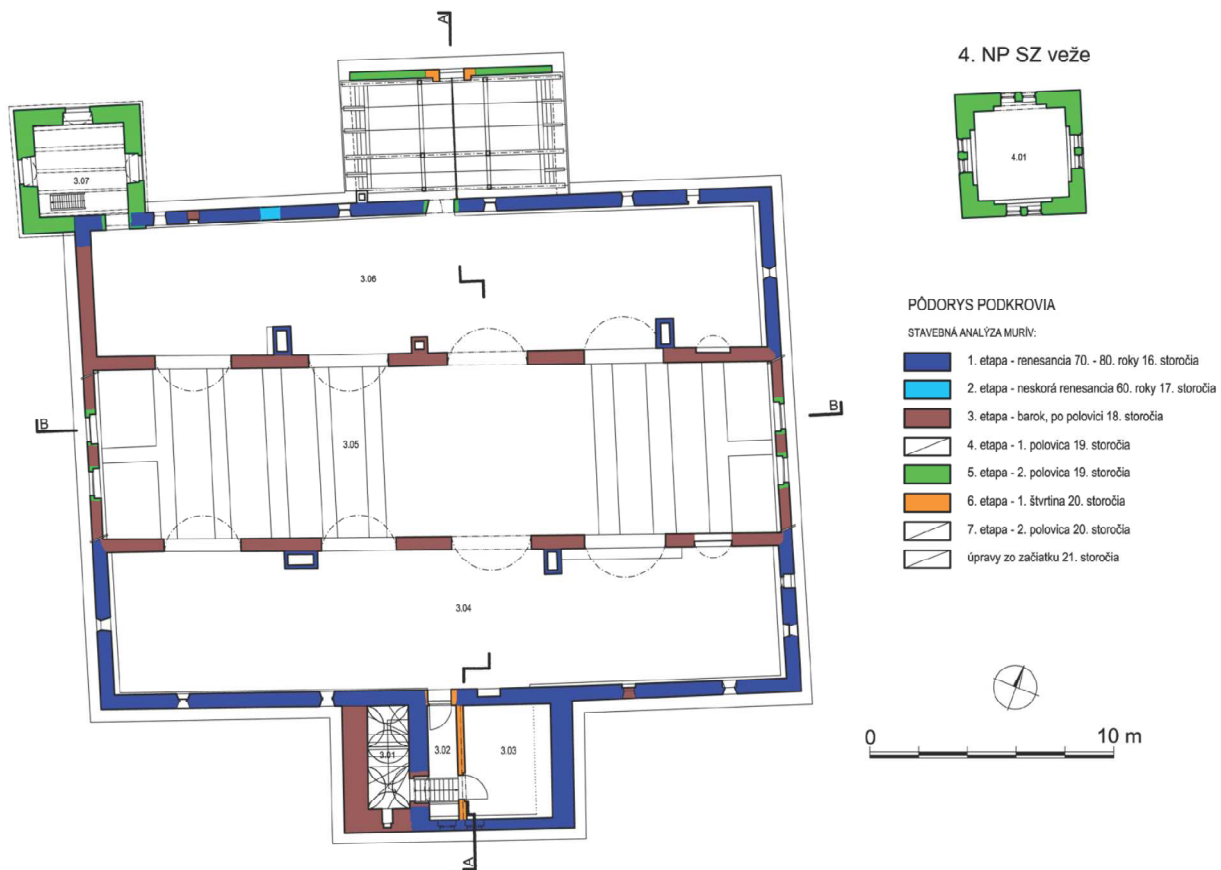 A
4. NP SZ veže
4.01
3.07
3.06
B
B
3.05
3.04
3.01
3.02
3.03
A
PÔDORYS PODKROVIA
STAVEBNÁ ANALÝZA MURÍV:
1. etapa - renesancia 70. - 80. roky 16. storočia
2. etapa - neskorá renesancia 60. roky 17. storočia
3. etapa - barok, po polovici 18. storočia
4. etapa - 1. polovica 19. storočia
5. etapa - 2. polovica 19. storočia
6. etapa - 1. štvrtina 20. storočia
7. etapa - 2. polovica 20. storočia
úpravy zo začiatku 21. storočia
0 10 m